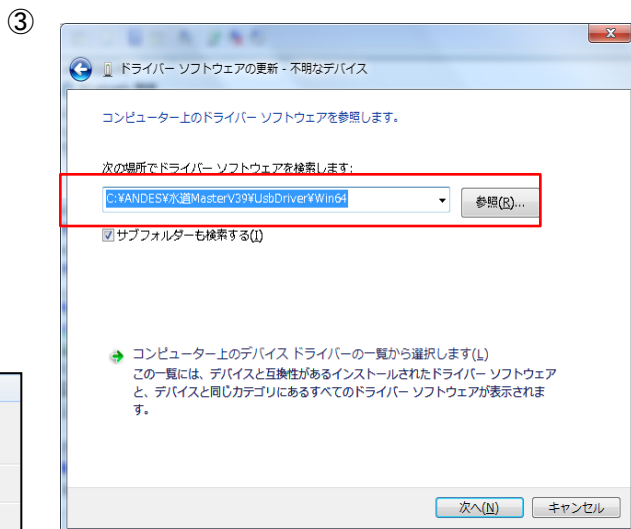 ③
ドライバー ソフトウェアの更新 - 不明なデバイス
コンピューター上のドライバー ソフトウェアを参照します。
次の場所でドライバー ソフトウェアを検索します:
C:¥ANDES¥水道MasterV39¥UsbDriver¥Win64
参照(R)...
サブフォルダーも検索する(I)
コンピューター上のデバイス ドライバーの一覧から選択します(L)
この一覧には、デバイスと互換性があるインストールされたドライバー ソフトウェア
と、デバイスと同じカテゴリにあるすべてのドライバー ソフトウェアが表示されま
す。
次へ(N)
キャンセル